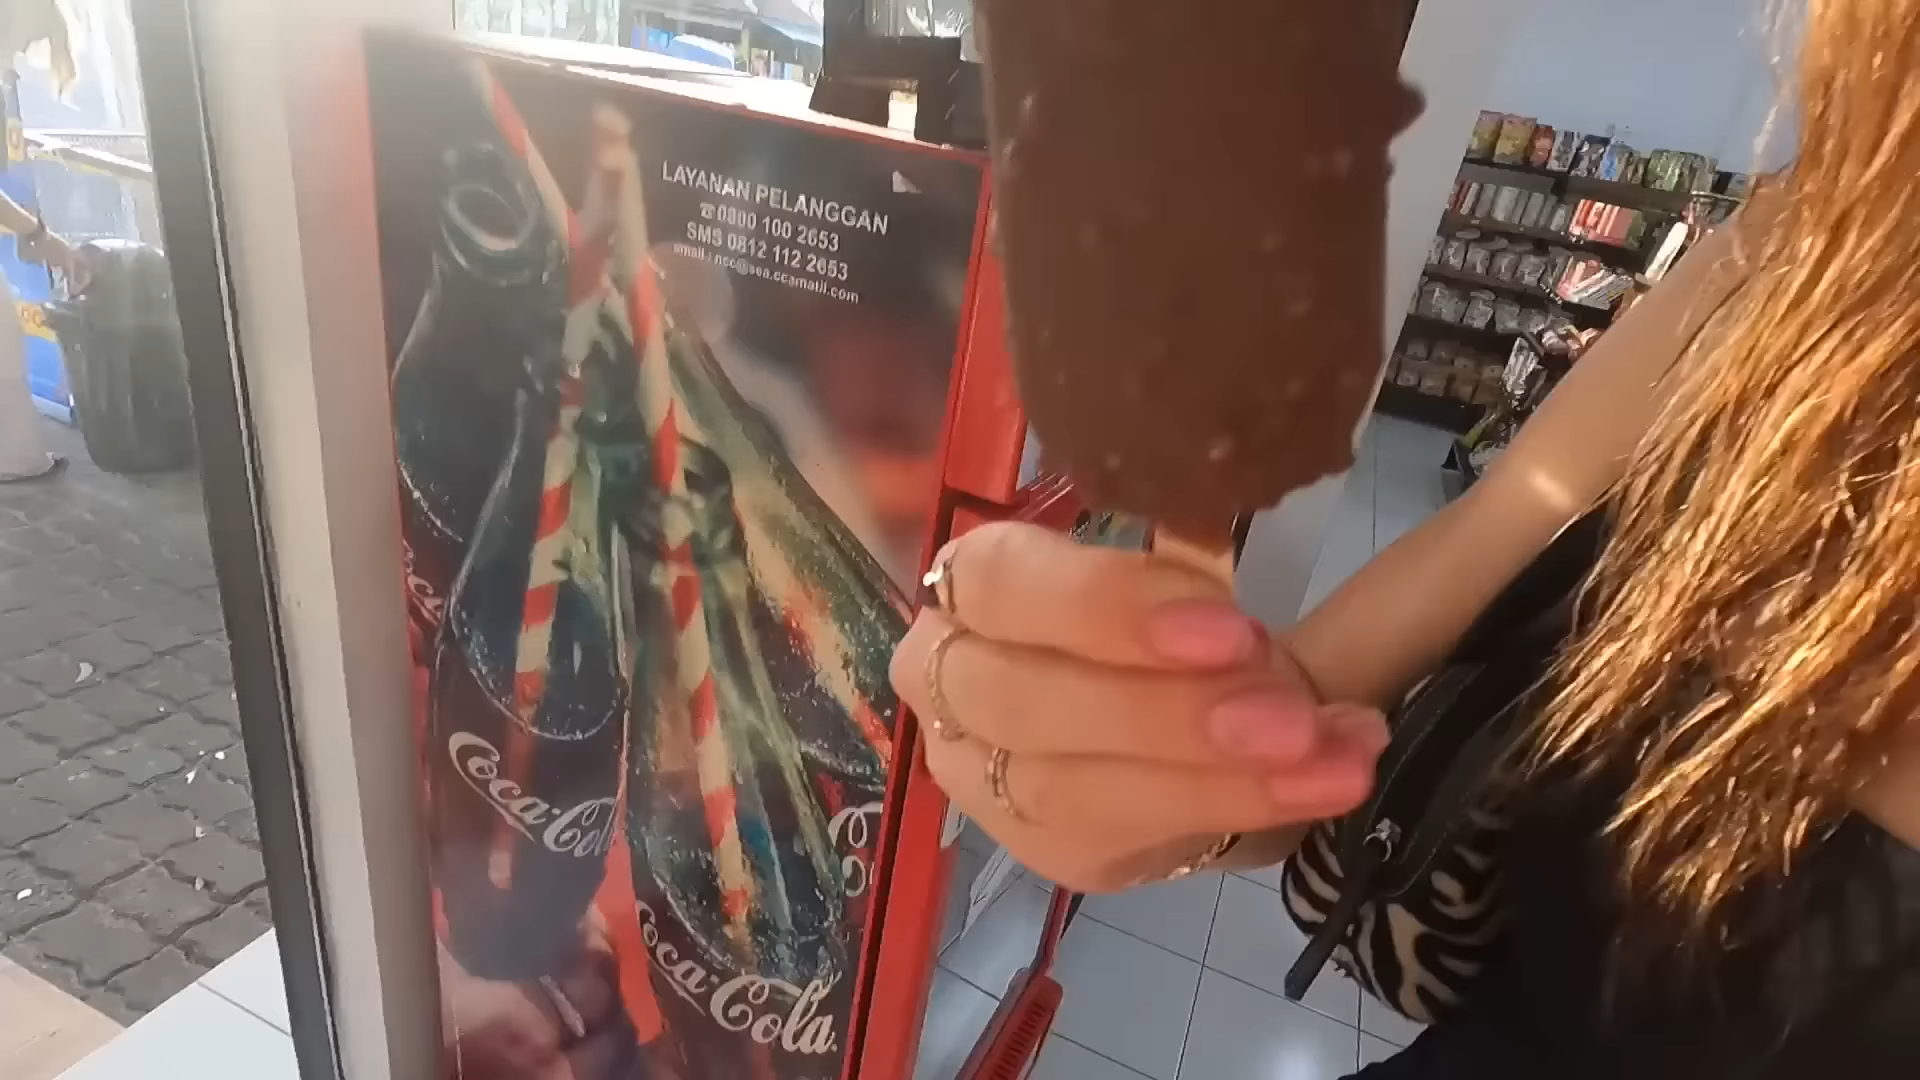 LAYANAN PELANGGAN
☎0800 100 2653
SMS 0812 112 2653
email : ncc@sea.ccamatil.com
Coca-Cola
Coca-Cola